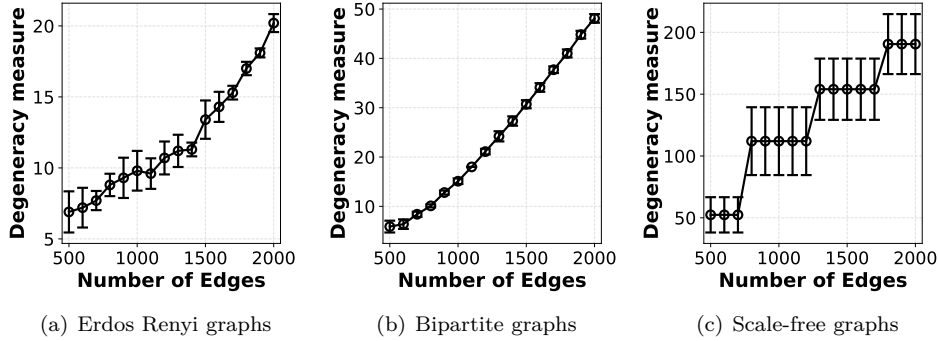 Degeneracy measure
20
15
10
5
500 1000 1500 2000
Number of Edges
(a) Erdos Renyi graphs
Degeneracy measure
50
40
30
20
10
500 1000 1500 2000
Number of Edges
(b) Bipartite graphs
Degeneracy measure
200
150
100
50
500 1000 1500 2000
Number of Edges
(c) Scale-free graphs